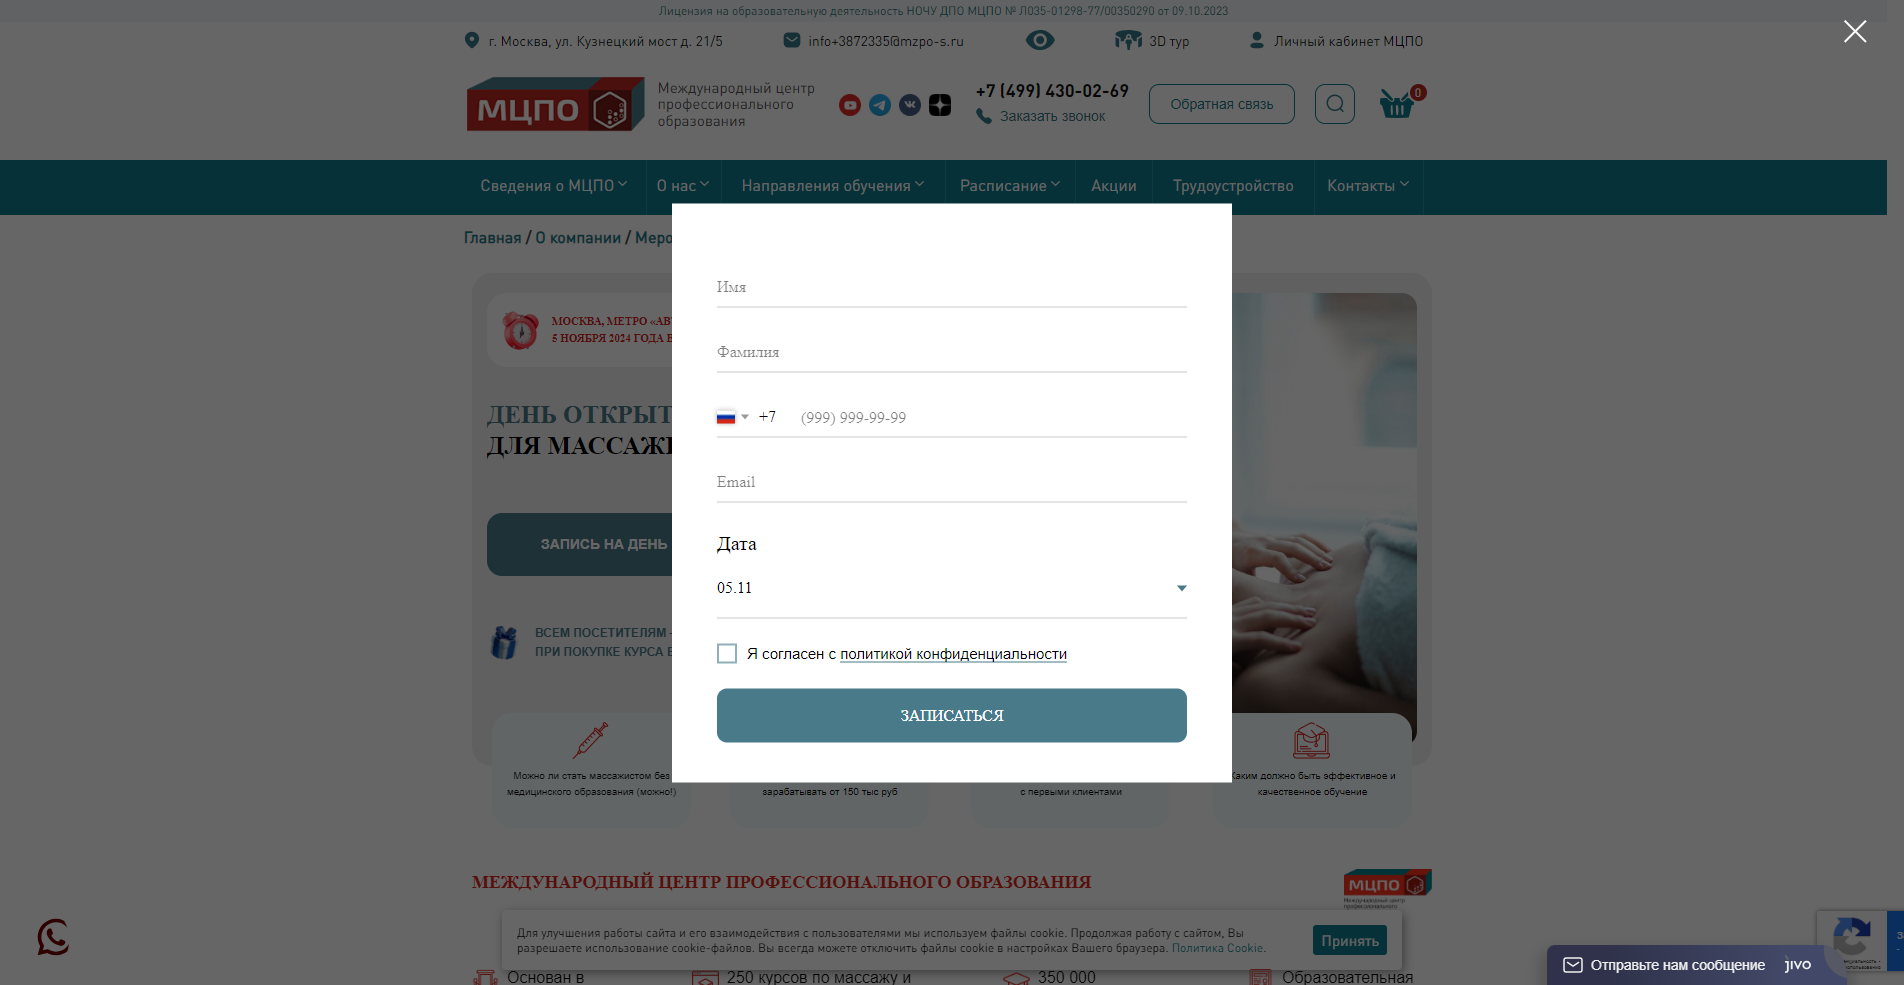 Лицензия на образовательную деятельность НОЧУ ДПО МЦПО № Л035-01298-77/00350290 от 09.10.2023
г. Москва, ул. Кузнецкий мост д. 21/5
info+3872335@mzpo-s.ru
3D тур
Личный кабинет МЦПО
МЦПО
Международный центр
профессионального
образования
+7 (499) 430-02-69
Заказать звонок
Обратная связь
0
Сведения о МЦПО
О нас
Направления обучения
Расписание
Акции
Трудоустройство
Контакты
Главная / О компании / Меро
МОСКВА, МЕТРО «АВ
5 НОЯБРЯ 2024 ГОДА В
ДЕНЬ ОТКРЫТ
ДЛЯ МАССАЖИ
ЗАПИСЬ НА ДЕНЬ
ВСЕМ ПОСЕТИТЕЛЯМ -
ПРИ ПОКУПКЕ КУРСА В
Имя
Фамилия
+7 (999) 999-99-99
Email
Дата
05.11
Я согласен с политикой конфиденциальности
ЗАПИСАТЬСЯ
Можно ли стать массажистом без
медицинского образования (можно!)
зарабатывать от 150 тыс руб
с первыми клиентами
Каким должно быть эффективное и
качественное обучение
МЕЖДУНАРОДНЫЙ ЦЕНТР ПРОФЕССИОНАЛЬНОГО ОБРАЗОВАНИЯ
МЦПО
Международный центр
профессионального
Для улучшения работы сайта и его взаимодействия с пользователями мы используем файлы cookie. Продолжая работу с сайтом, Вы
разрешаете использование cookie-файлов. Вы всегда можете отключить файлы cookie в настройках Вашего браузера. Политика Cookie.
Принять
Основан в
250 курсов по массажу и
350 000
Образовательная
Отправьте нам сообщение
jivo